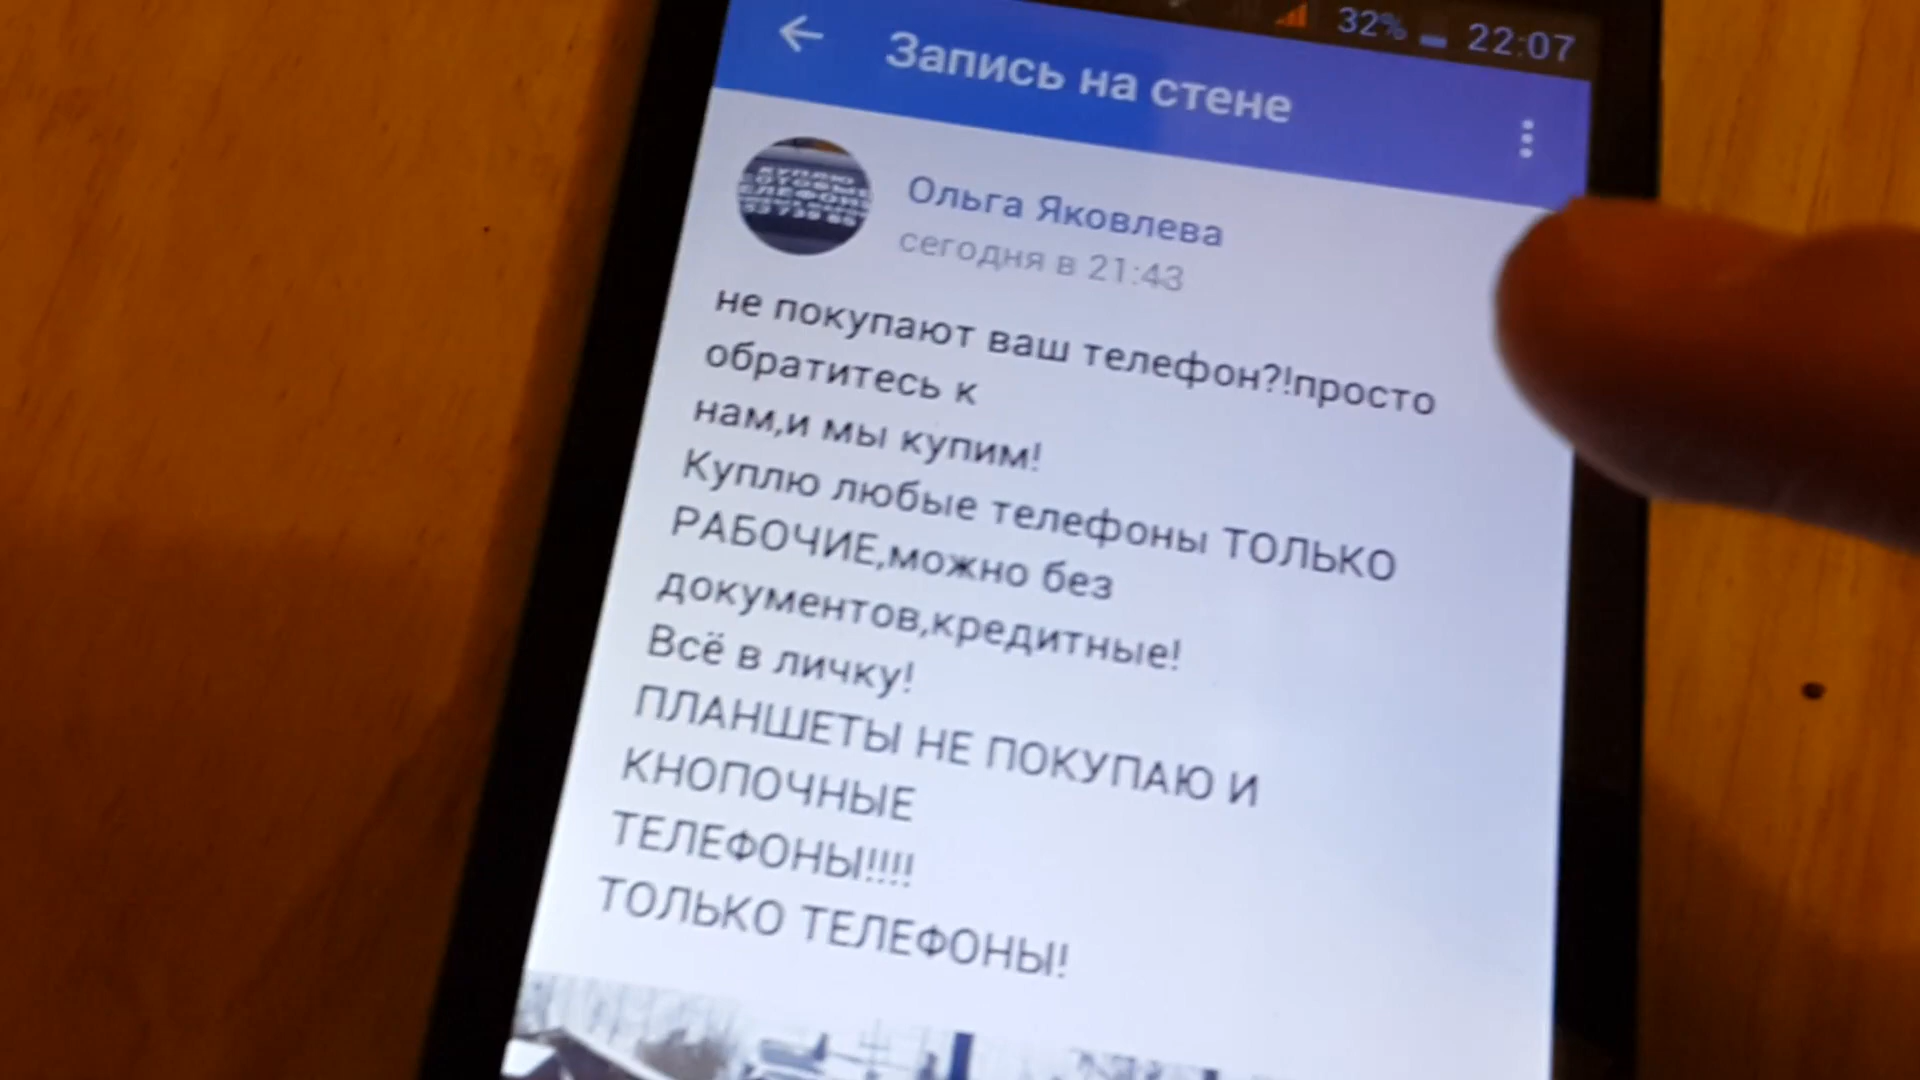 32% 22:07
Запись на стене
КУПЛЮ
Ольга Яковлева
сегодня в 21:43
не покупают ваш телефон?!просто
обратитесь к
нам,и мы купим!
Куплю любые телефоны ТОЛЬКО
РАБОЧИЕ,можно без
документов,кредитные!
Всё в личку!
ПЛАНШЕТЫ НЕ ПОКУПАЮ И
КНОПОЧНЫЕ
ТЕЛЕФОНЫ!!!!
ТОЛЬКО ТЕЛЕФОНЫ!